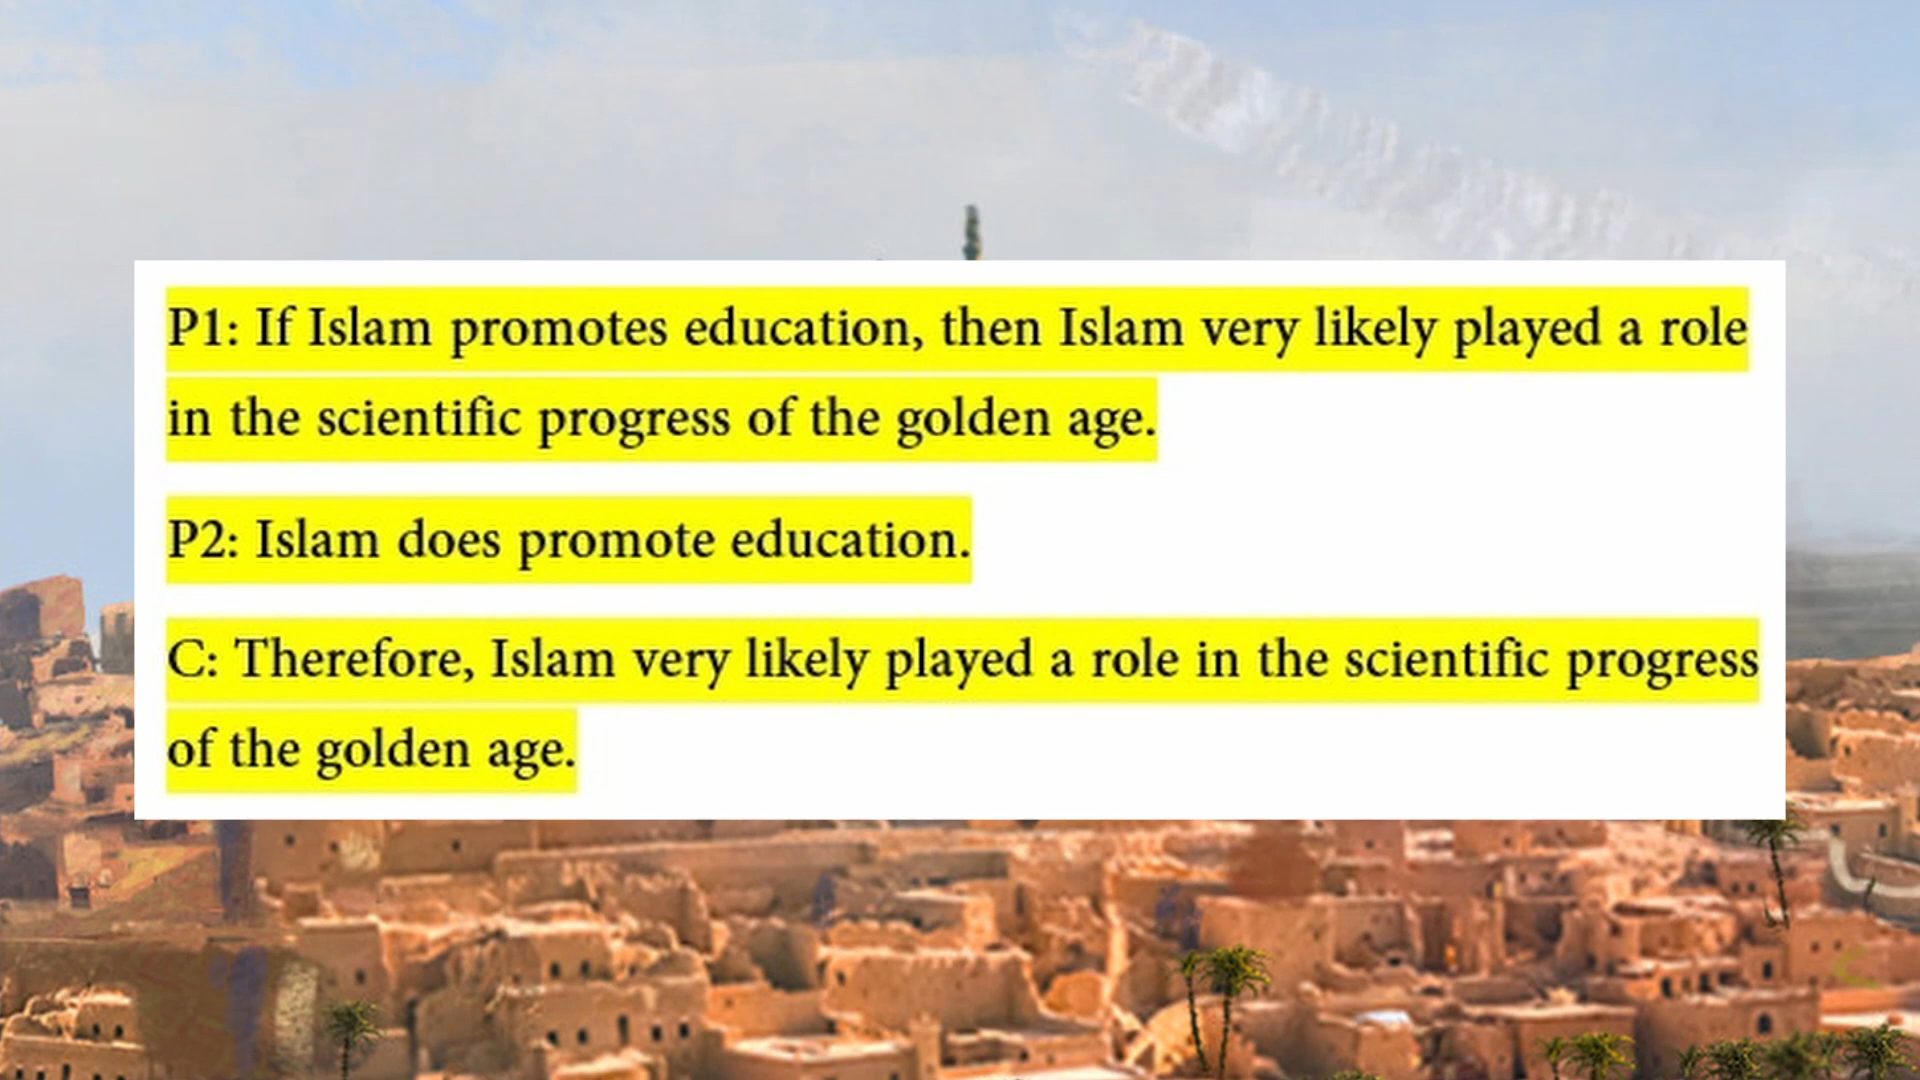 P1: If Islam promotes education, then Islam very likely played a role
in the scientific progress of the golden age.
P2: Islam does promote education.
C: Therefore, Islam very likely played a role in the scientific progress
of the golden age.